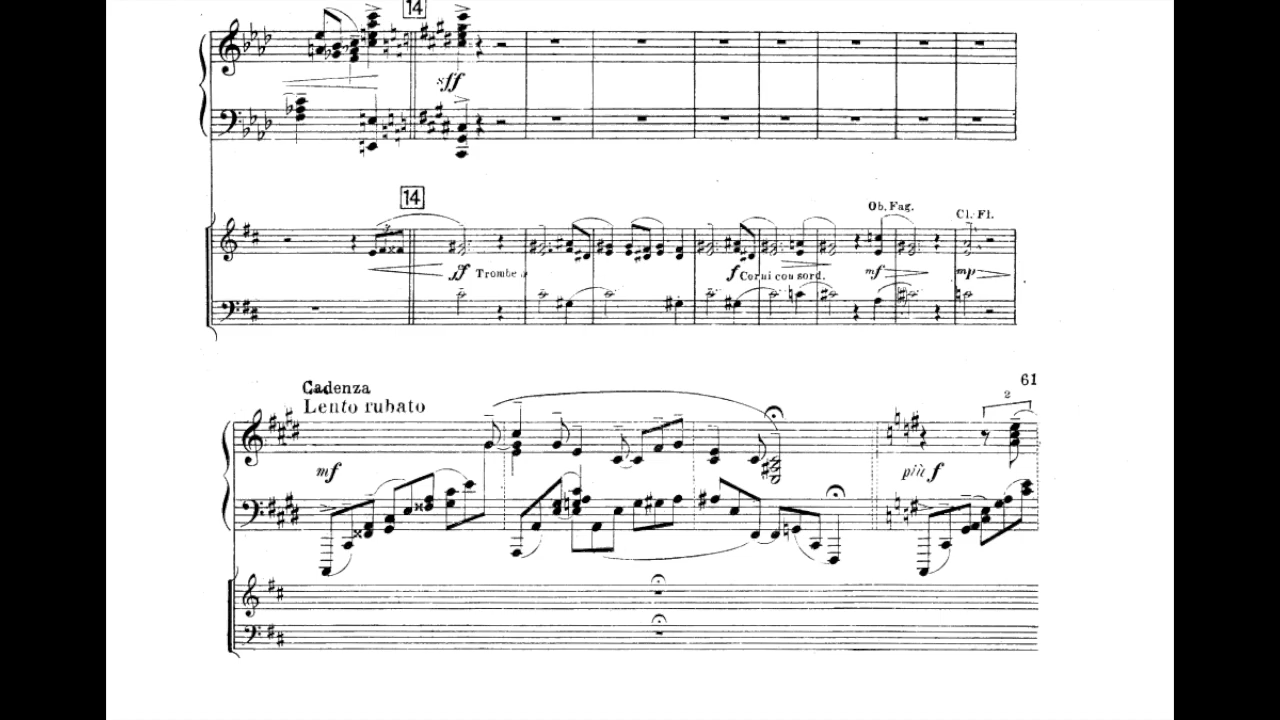 14
sff
14
Ob. Fag.
Cl. Fl.
ff Trombe
f Corni con sord.
mf
mp
61
Cadenza
Lento rubato
2
mf
più f